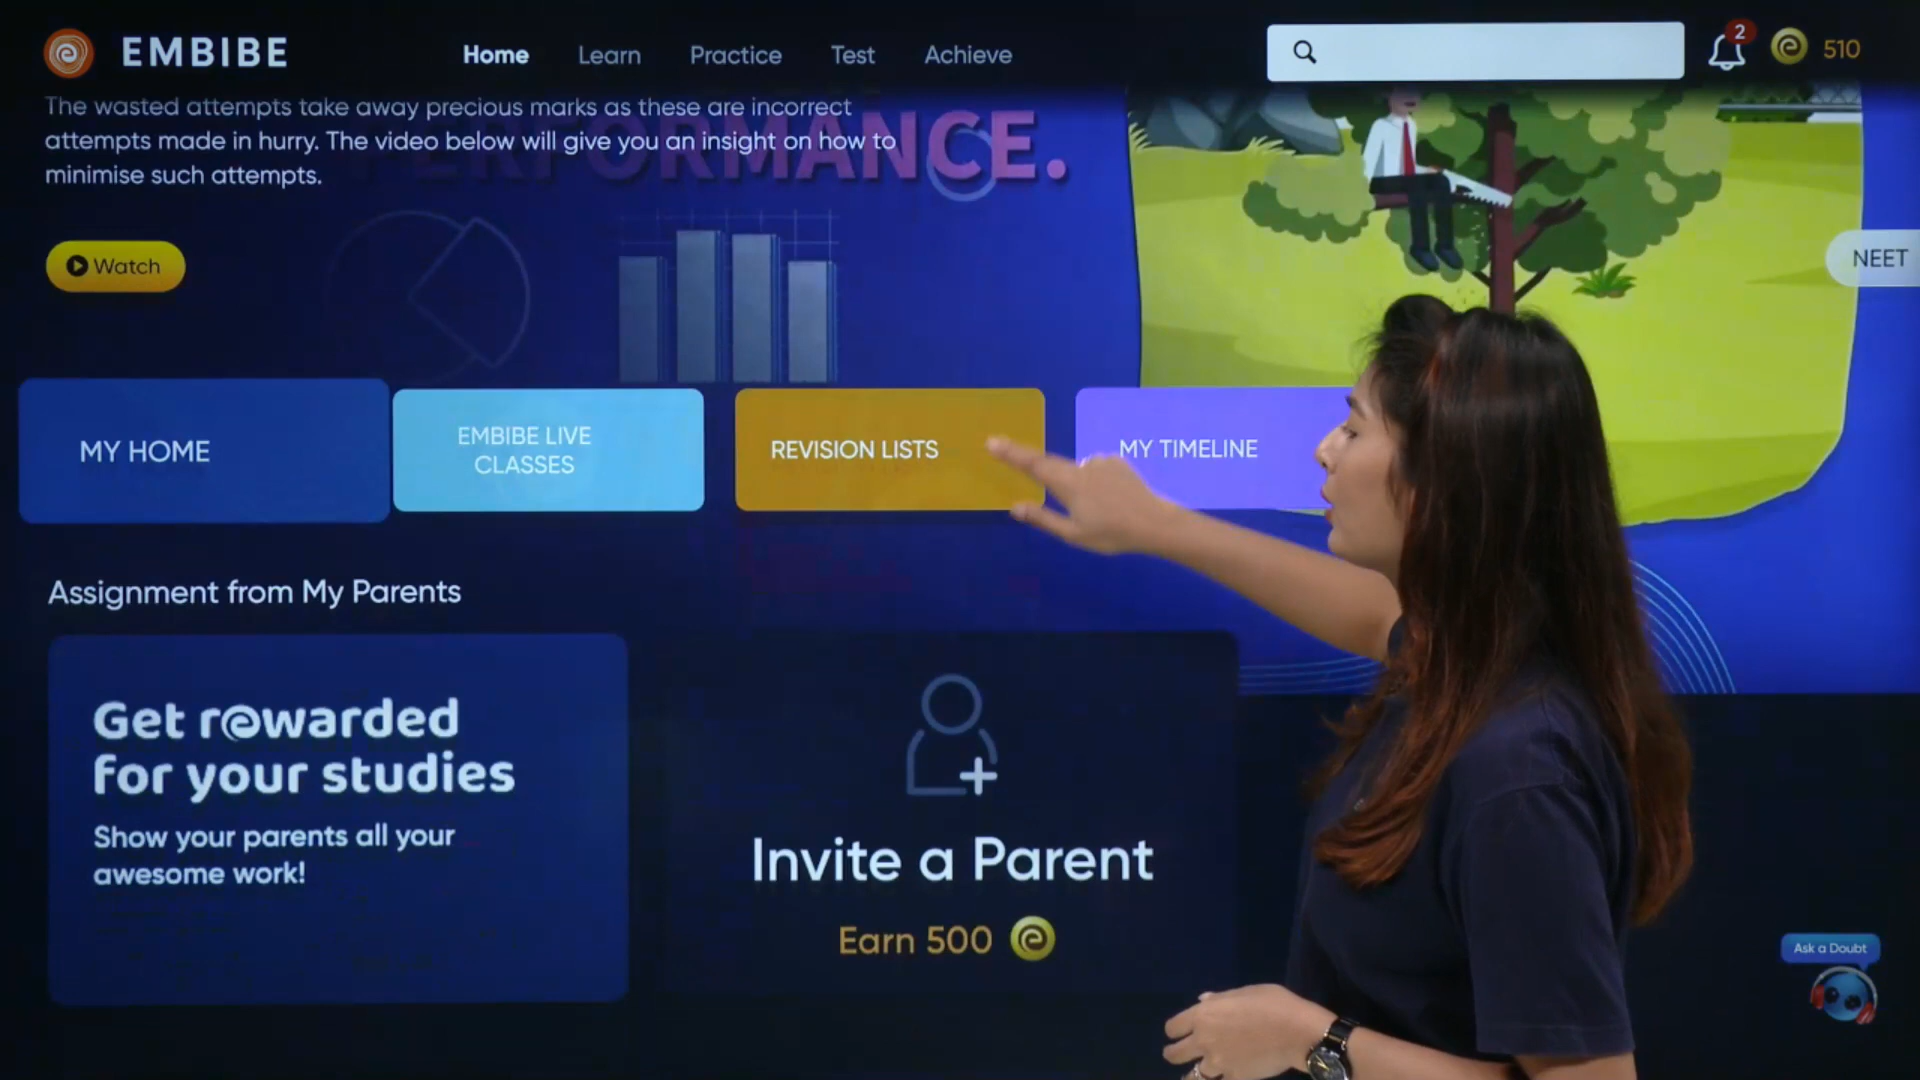 EMBIBE
Home
Learn
Practice
Test
Achieve
2
510
The wasted attempts take away precious marks as these are incorrect
attempts made in hurry. The video below will give you an insight on how to
minimise such attempts.
PERFORMANCE.
Watch
NEET
MY HOME
EMBIBE LIVE
CLASSES
REVISION LISTS
MY TIMELINE
Assignment from My Parents
Get rewarded
for your studies
Show your parents all your
awesome work!
Invite a Parent
Earn 500
Ask a Doubt